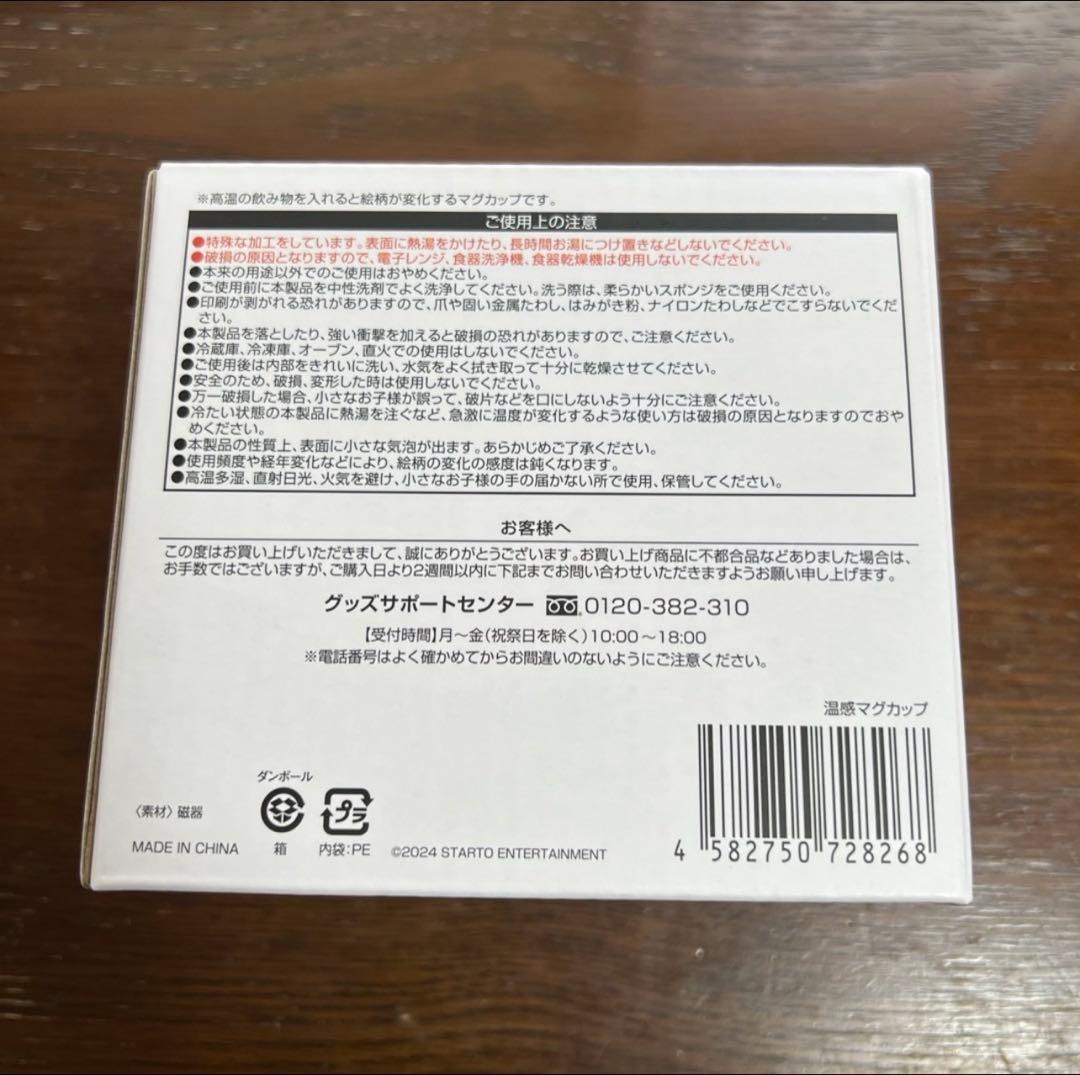 ※高温の飲み物を入れると絵柄が変化するマグカップです。
ご使用上の注意
●特殊な加工をしています。表面に熱湯をかけたり、長時間お湯につけ置きなどしないでください。
●破損の原因となりますので、電子レンジ、食器洗浄機、食器乾燥機は使用しないでください。
●本来の用途以外でのご使用はおやめください。
●ご使用前に本製品を中性洗剤でよく洗浄してください。洗う際は、柔らかいスポンジをご使用ください。
●印刷が剥がれる恐れがありますので、爪や固い金属たわし、はみがき粉、ナイロンたわしなどでこすらないでくだ
さい。
●本製品を落としたり、強い衝撃を加えると破損の恐れがありますので、ご注意ください。
●冷蔵庫、冷凍庫、オーブン、直火での使用はしないでください。
●ご使用後は内部をきれいに洗い、水気をよく拭き取って十分に乾燥させてください。
●安全のため、破損、変形した時は使用しないでください。
●万一破損した場合、小さなお子様が誤って、破片などを口にしないよう十分にご注意ください。
●冷たい状態の本製品に熱湯を注ぐなど、急激に温度が変化するような使い方は破損の原因となりますのでおや
めください。
●本製品の性質上、表面に小さな気泡が出ます。あらかじめご了承ください。
●使用頻度や経年変化などにより、絵柄の変化の感度は鈍くなります。
●高温多湿、直射日光、火気を避け、小さなお子様の手の届かない所で使用、保管してください。
お客様へ
この度はお買い上げいただきまして、誠にありがとうございます。お買い上げ商品に不都合品などありました場合は、
お手数ではございますが、ご購入日より2週間以内に下記までお問い合わせいただきますようお願い申し上げます。
グッズサポートセンター 0120-382-310
【受付時間】月～金(祝祭日を除く)10:00～18:00
※電話番号はよく確かめてからお間違いのないようにご注意ください。
温感マグカップ
ダンボール
プラ
〈素材〉磁器
MADE IN CHINA 箱 内袋:PE ©2024 STARTO ENTERTAINMENT
4 582750 728268